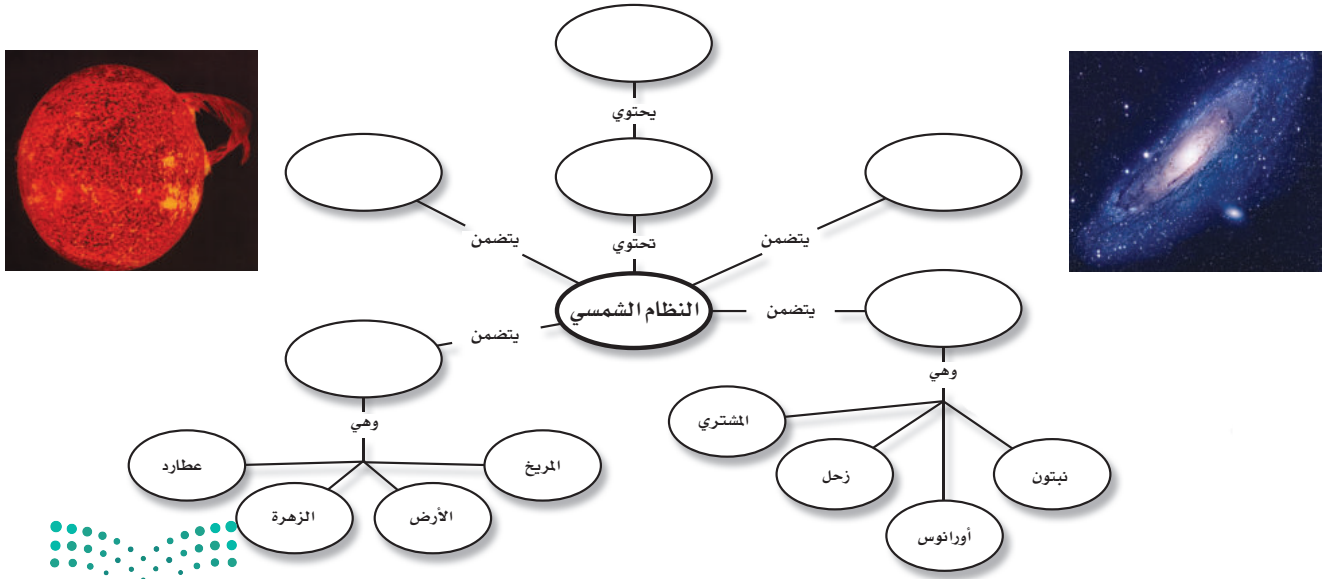 يحتوي
تحتوي
يتضمن
يتضمن
النظام الشمسي
يتضمن
يتضمن
وهي
المشتري
زحل
أورانوس
نبتون
وهي
المريخ
الأرض
الزهرة
عطارد